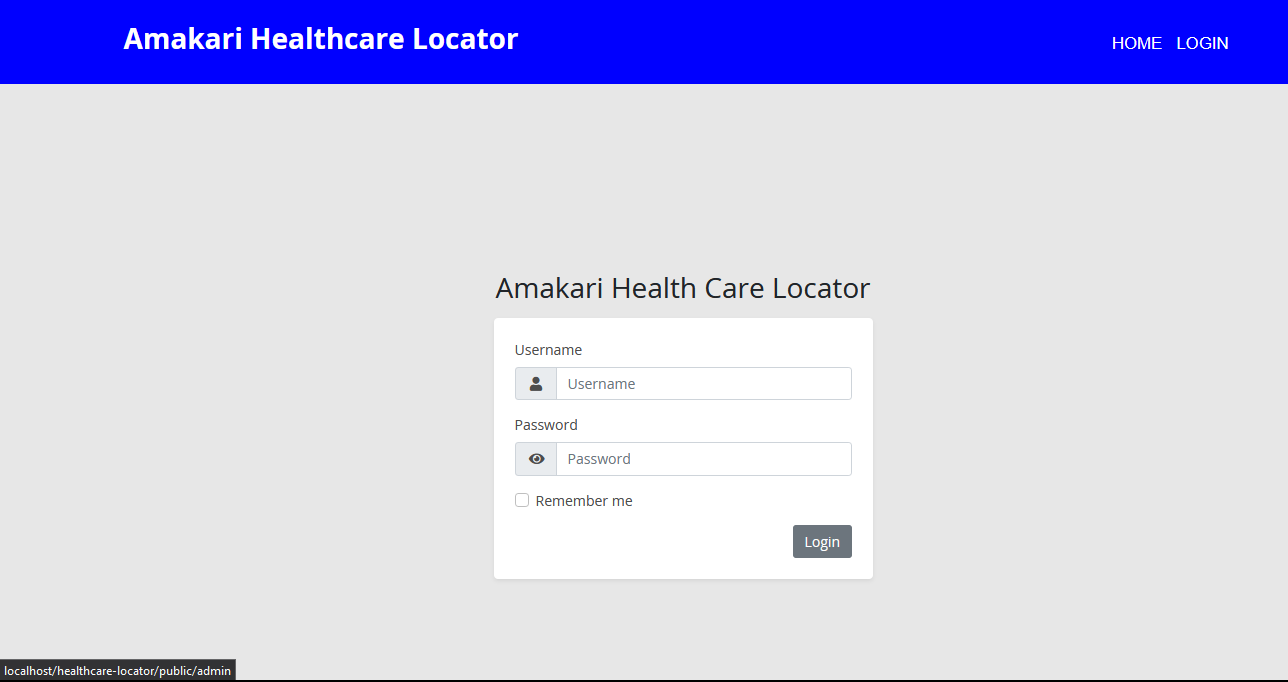 Amakari Healthcare Locator
HOME LOGIN
Amakari Health Care Locator
Username
Username
Password
Password
Remember me
Login
localhost/healthcare-locator/public/admin